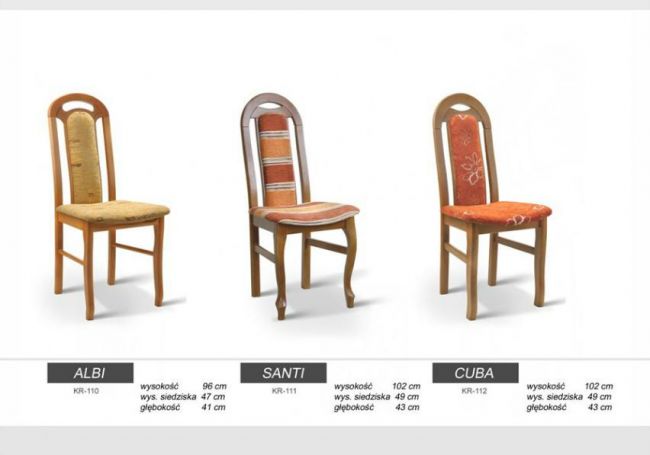 ALBI
KR-110
wysokość 96 cm
wys. siedziska 47 cm
głębokość 41 cm
SANTI
KR-111
wysokość 102 cm
wys. siedziska 49 cm
głębokość 43 cm
CUBA
KR-112
wysokość 102 cm
wys. siedziska 49 cm
głębokość 43 cm